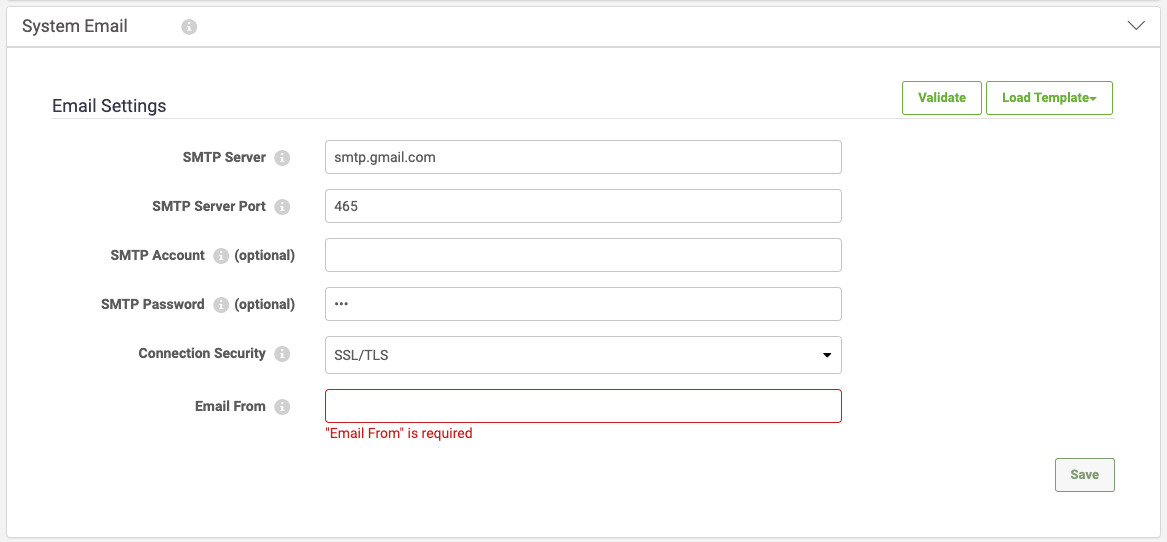 System Email
Email Settings
Validate
Load Template
SMTP Server
smtp.gmail.com
SMTP Server Port
465
SMTP Account (optional)
SMTP Password (optional)
•••
Connection Security
SSL/TLS
Email From
"Email From" is required
Save